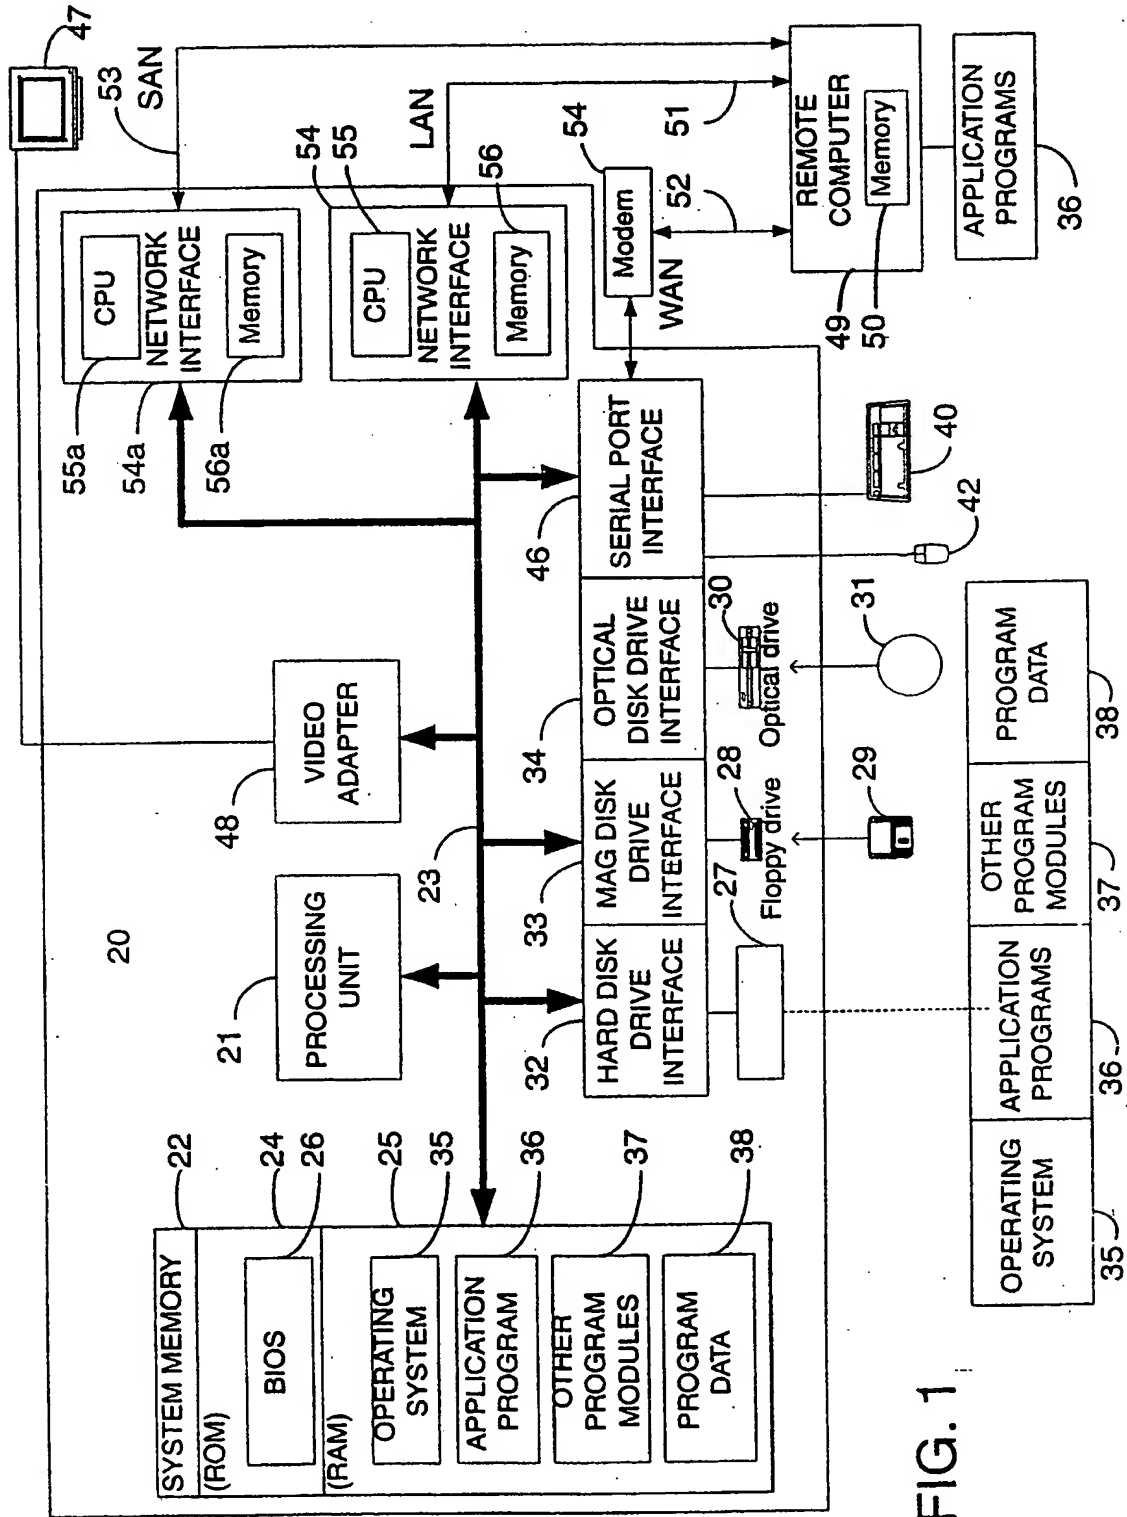 47
53
SAN
54
55
LAN
56
54
51
52
CPU
NETWORK
INTERFACE
Memory
55a
54a
56a
CPU
NETWORK
INTERFACE
Memory
Modem
WAN
REMOTE
COMPUTER
Memory
49
50
APPLICATION
PROGRAMS
36
20
21
PROCESSING
UNIT
48
VIDEO
ADAPTER
23
22
24
26
25
35
36
37
38
SYSTEM MEMORY
(ROM)
BIOS
(RAM)
OPERATING
SYSTEM
APPLICATION
PROGRAM
OTHER
PROGRAM
MODULES
PROGRAM
DATA
32
HARD DISK
DRIVE
INTERFACE
33
MAG DISK
DRIVE
INTERFACE
34
OPTICAL
DISK DRIVE
INTERFACE
46
SERIAL PORT
INTERFACE
27
28
Floppy drive
30
Optical drive
29
31
42
40
OPERATING
SYSTEM
APPLICATION
PROGRAMS
OTHER
PROGRAM
MODULES
PROGRAM
DATA
35
36
37
38
FIG. 1